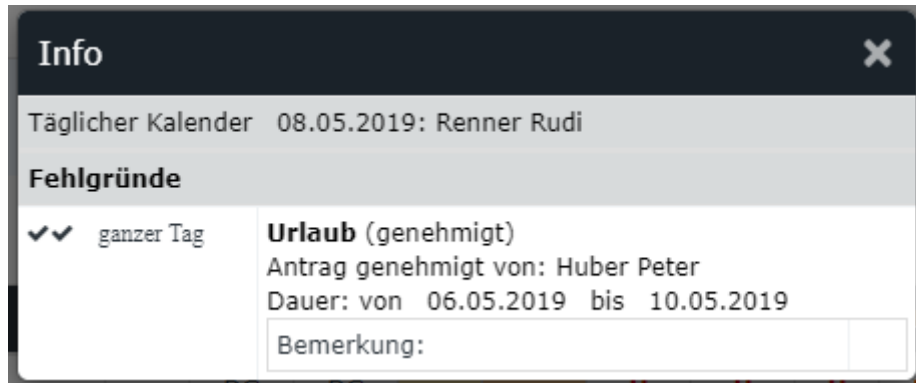 Info
Täglicher Kalender 08.05.2019: Renner Rudi
Fehlgründe
ganzer Tag
Urlaub (genehmigt)
Antrag genehmigt von: Huber Peter
Dauer: von 06.05.2019 bis 10.05.2019
Bemerkung: